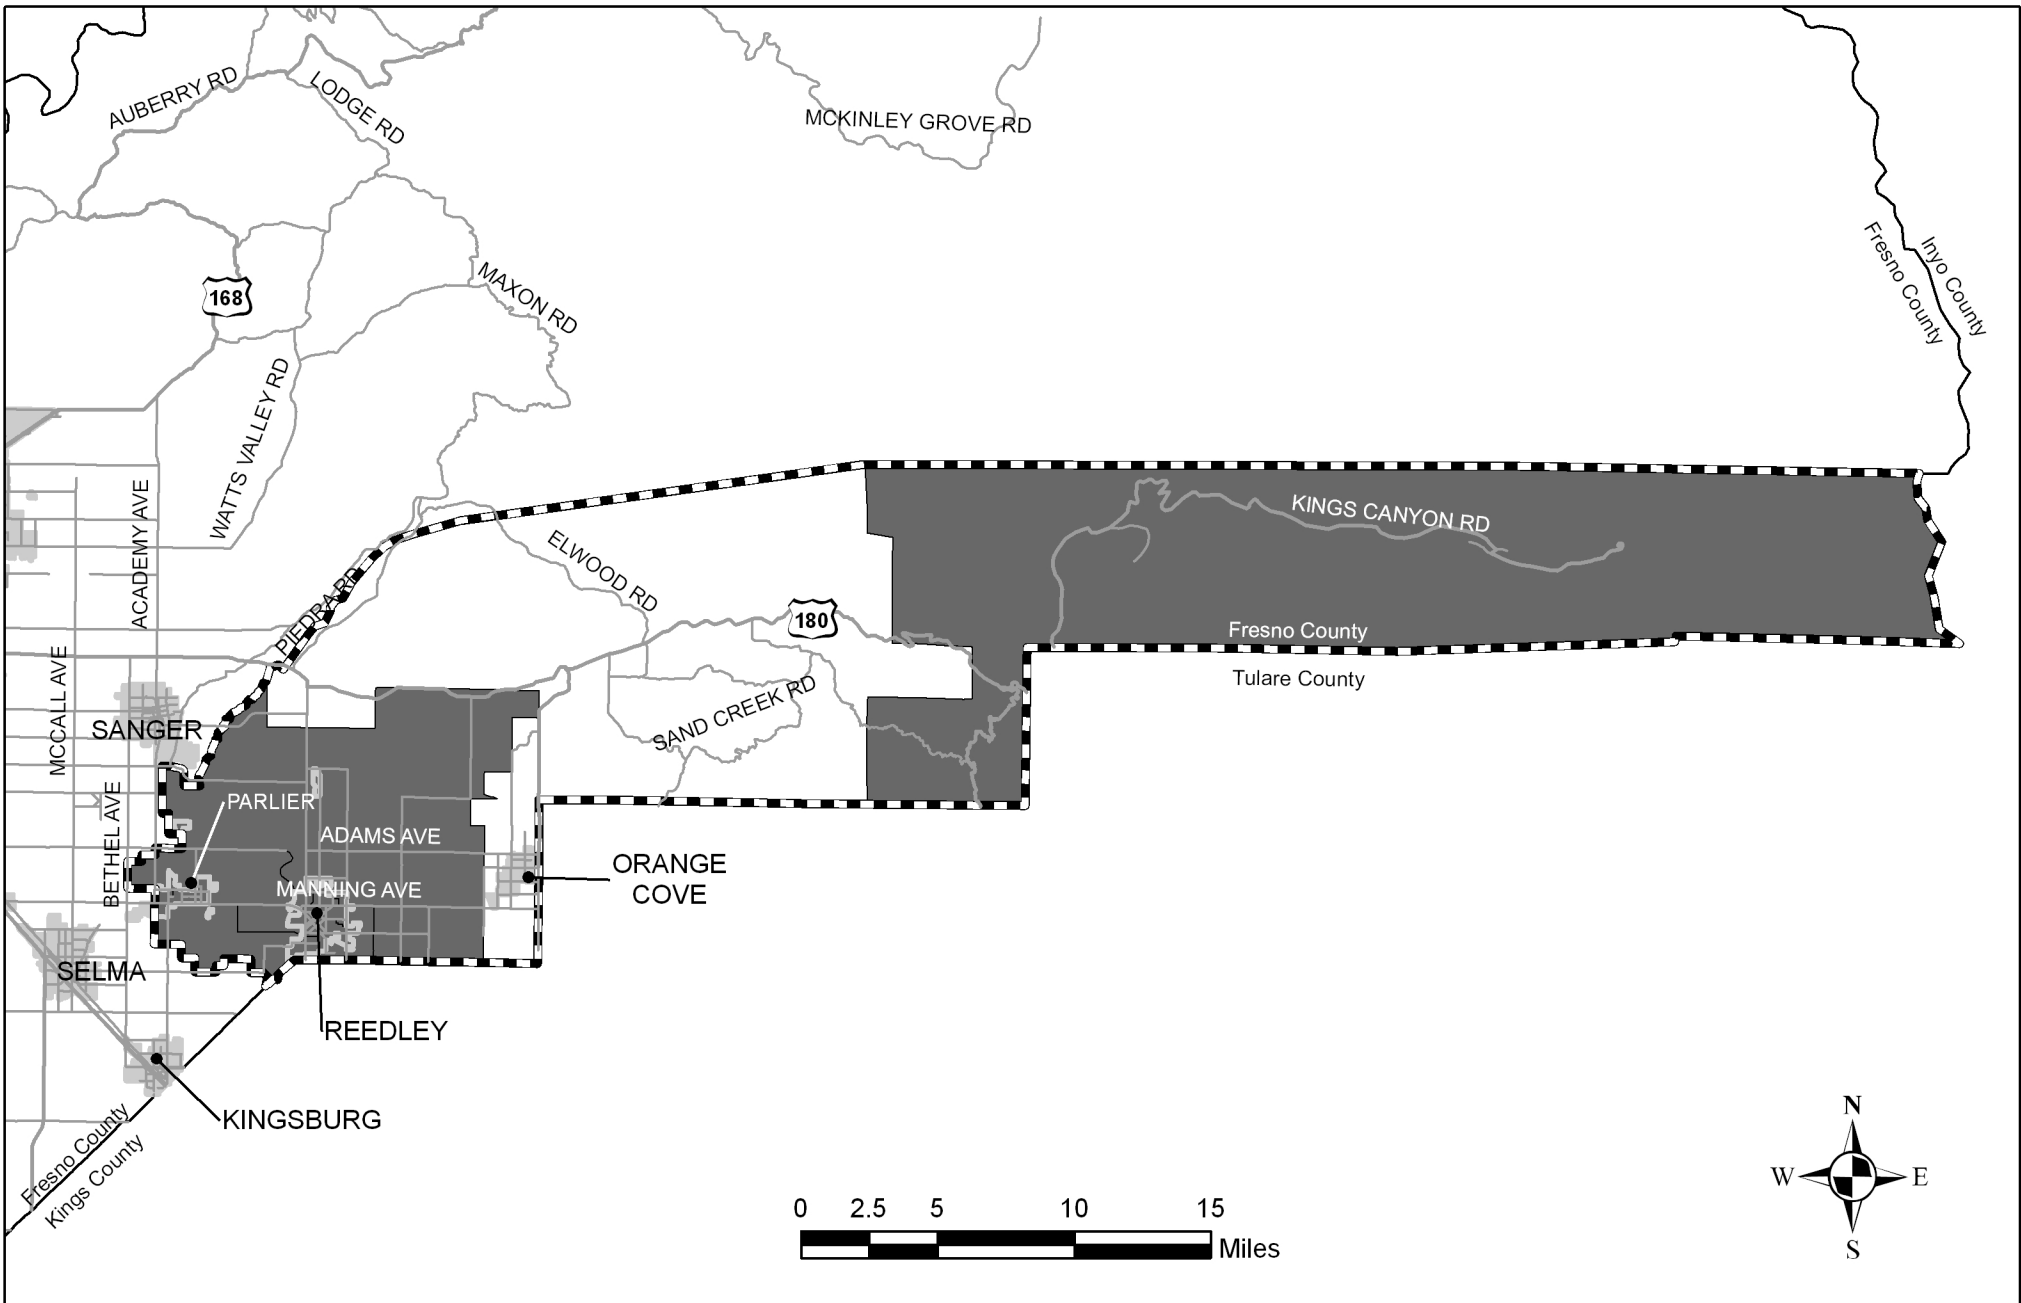 AUBERRY RD
LODGE RD
MCKINLEY GROVE RD
Inyo County
Fresno County
168
MAXON RD
WATTS VALLEY RD
ACADEMY AVE
KINGS CANYON RD
ELWOOD RD
PIEDRA RD
180
Fresno County
Tulare County
MCCALL AVE
SANGER
SAND CREEK RD
BETHEL AVE
PARLIER
ADAMS AVE
MANNING AVE
ORANGE
COVE
SELMA
REEDLEY
KINGSBURG
Fresno County
Kings County
N
W
E
S
0 2.5 5 10 15
Miles